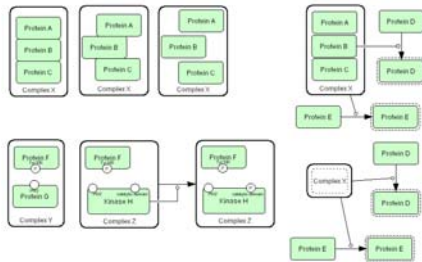 Protein A
Protein B
Protein C
Complex X
Protein A
Protein B
Protein C
Complex X
Protein A
Protein B
Protein C
Complex X
Protein A
Protein B
Protein C
Complex X
Protein D
Protein D
Protein E
Protein E
Protein F
Protein G
Complex Y
Protein F
Kinase H
Complex Z
Protein F
Kinase H
Complex Z
Protein D
Protein D
Protein E
Protein E